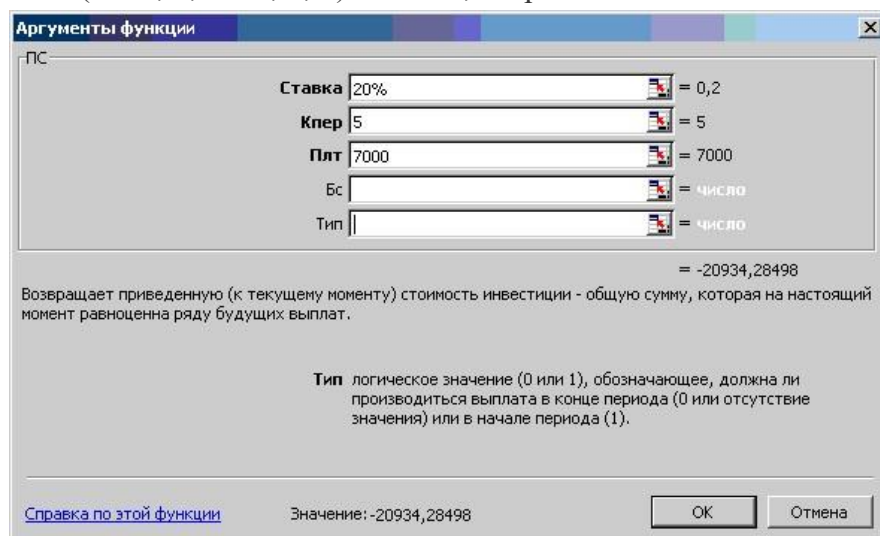 Аргументы функции
ПС
Ставка 20% = 0,2
Кпер 5 = 5
Плт 7000 = 7000
Бс = число
Тип = число
= -20934,28498
Возвращает приведенную (к текущему моменту) стоимость инвестиции - общую сумму, которая на настоящий
момент равноценна ряду будущих выплат.
Тип логическое значение (0 или 1), обозначающее, должна ли
производиться выплата в конце периода (0 или отсутствие
значения) или в начале периода (1).
Справка по этой функции Значение: -20934,28498 ОК Отмена